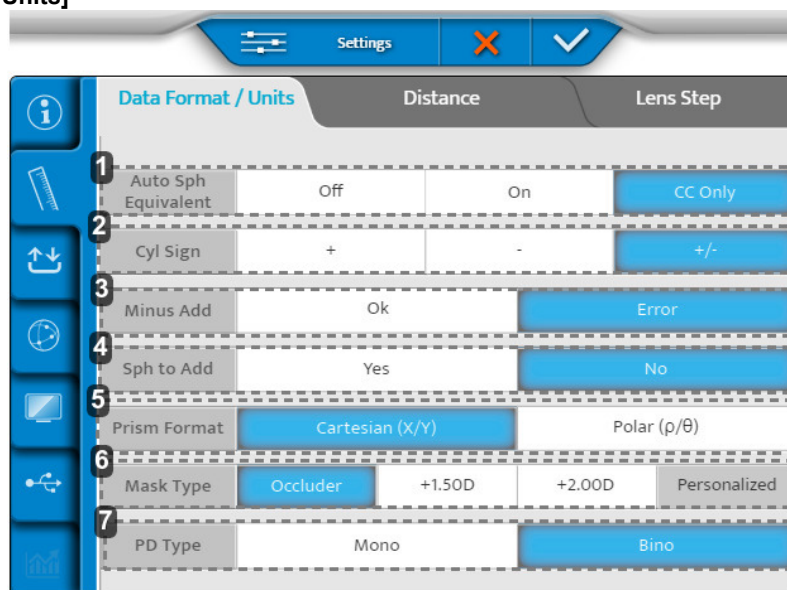 Units]
Settings
Data Format / Units Distance Lens Step
1
Auto Sph Equivalent Off On CC Only
2
Cyl Sign + - +/-
3
Minus Add Ok Error
4
Sph to Add Yes No
5
Prism Format Cartesian (X/Y) Polar (ρ/θ)
6
Mask Type Occluder +1.50D +2.00D Personalized
7
PD Type Mono Bino